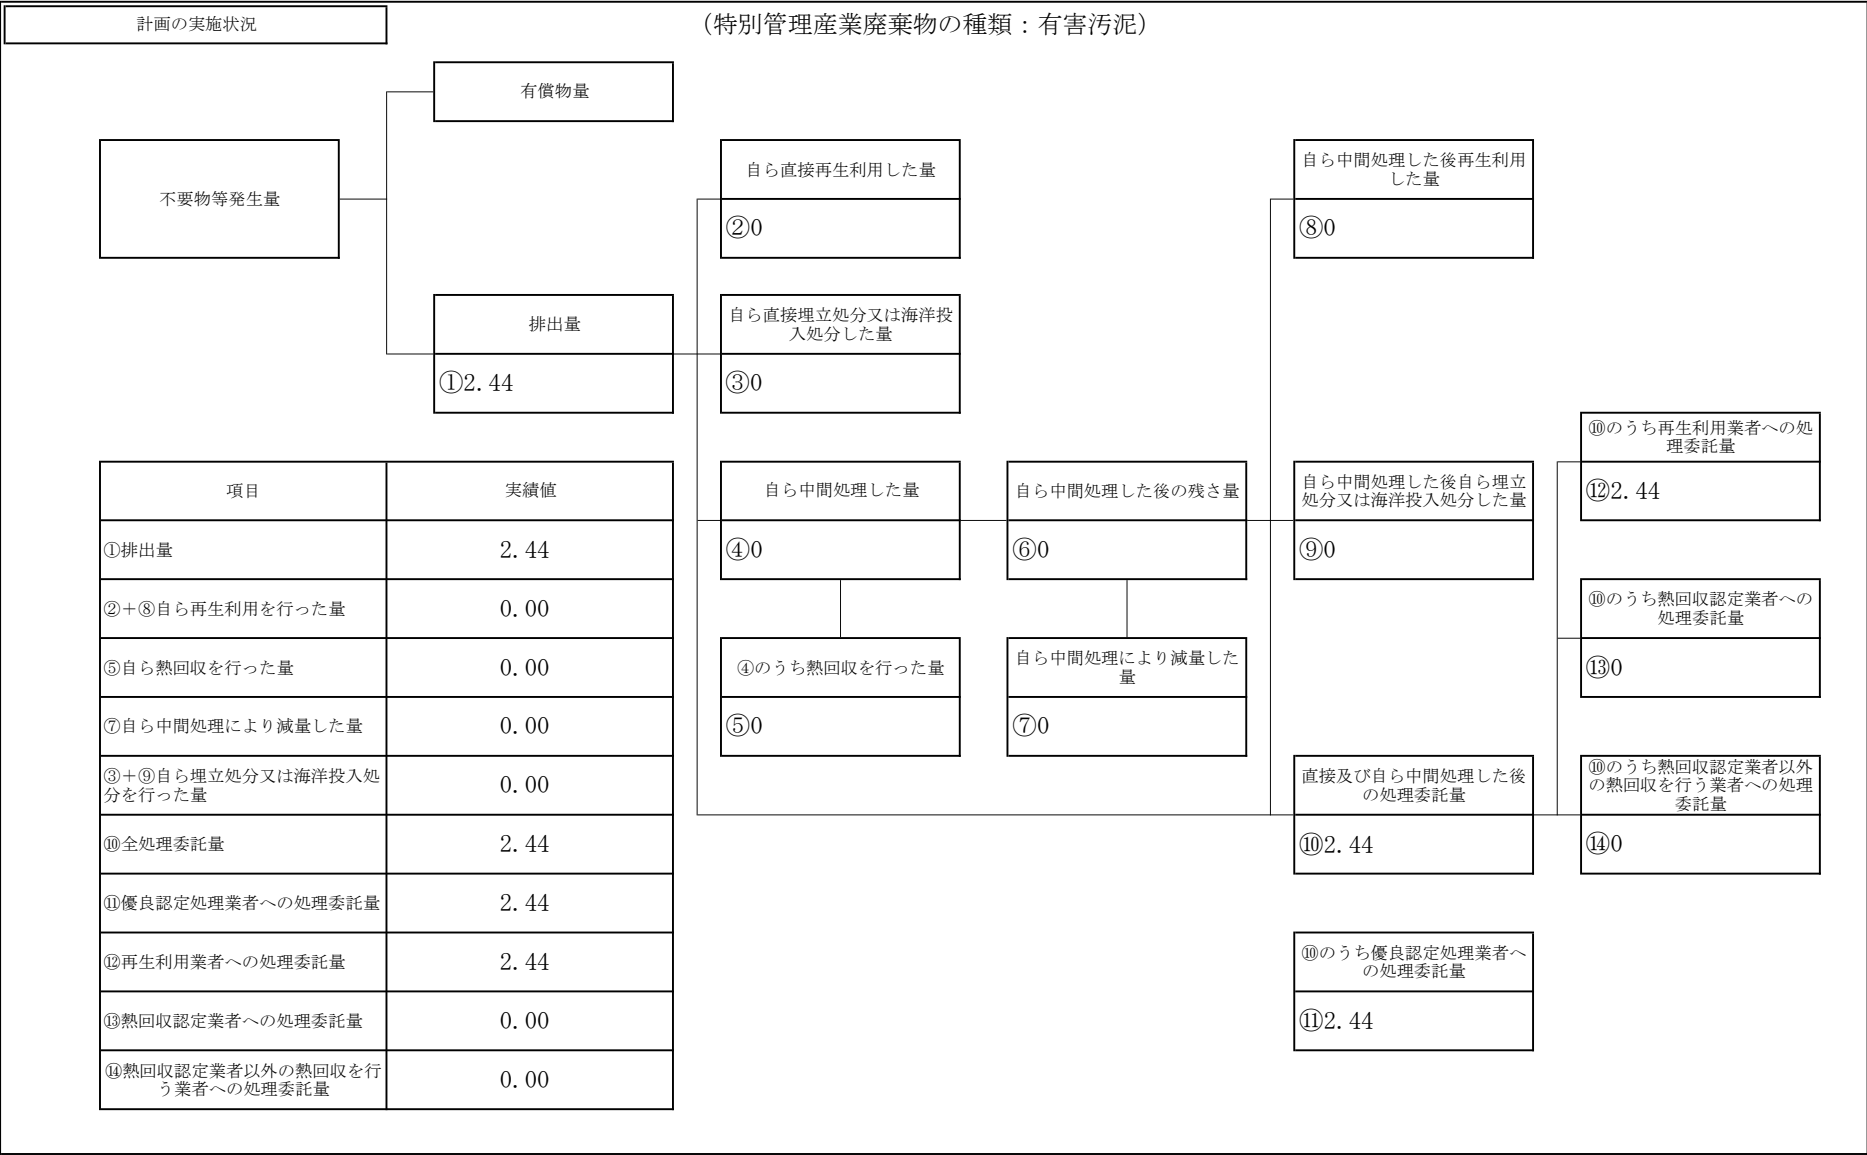 計画の実施状況
（特別管理産業廃棄物の種類：有害汚泥）
有償物量
不要物等発生量
自ら直接再生利用した量
②0
自ら中間処理した後再生利用
した量
⑧0
排出量
①2.44
自ら直接埋立処分又は海洋投
入処分した量
③0
⑩のうち再生利用業者への処
理委託量
⑫2.44
項目
実績値
①排出量
2.44
②＋⑧自ら再生利用を行った量
0.00
⑤自ら熱回収を行った量
0.00
⑦自ら中間処理により減量した量
0.00
③＋⑨自ら埋立処分又は海洋投入処
分を行った量
0.00
⑩全処理委託量
2.44
⑪優良認定処理業者への処理委託量
2.44
⑫再生利用業者への処理委託量
2.44
⑬熱回収認定業者への処理委託量
0.00
⑭熱回収認定業者以外の熱回収を行
う業者への処理委託量
0.00
自ら中間処理した量
④0
自ら中間処理した後の残さ量
⑥0
自ら中間処理した後自ら埋立
処分又は海洋投入処分した量
⑨0
⑩のうち熱回収認定業者への
処理委託量
⑬0
④のうち熱回収を行った量
⑤0
自ら中間処理により減量した
量
⑦0
直接及び自ら中間処理した後
の処理委託量
⑩2.44
⑩のうち熱回収認定業者以外
の熱回収を行う業者への処理
委託量
⑭0
⑩のうち優良認定処理業者へ
の処理委託量
⑪2.44